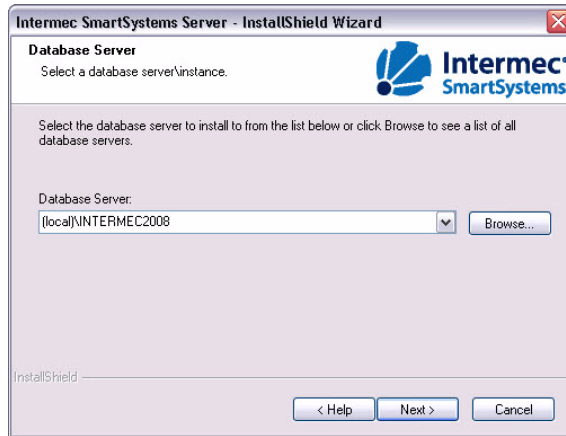 Intermec SmartSystems Server - InstallShield Wizard
Database Server
Select a database server\instance.
Intermec
SmartSystems
Select the database server to install to from the list below or click Browse to see a list of all
database servers.
Database Server:
(local)\INTERMEC2008
Browse...
InstallShield
< Help
Next >
Cancel